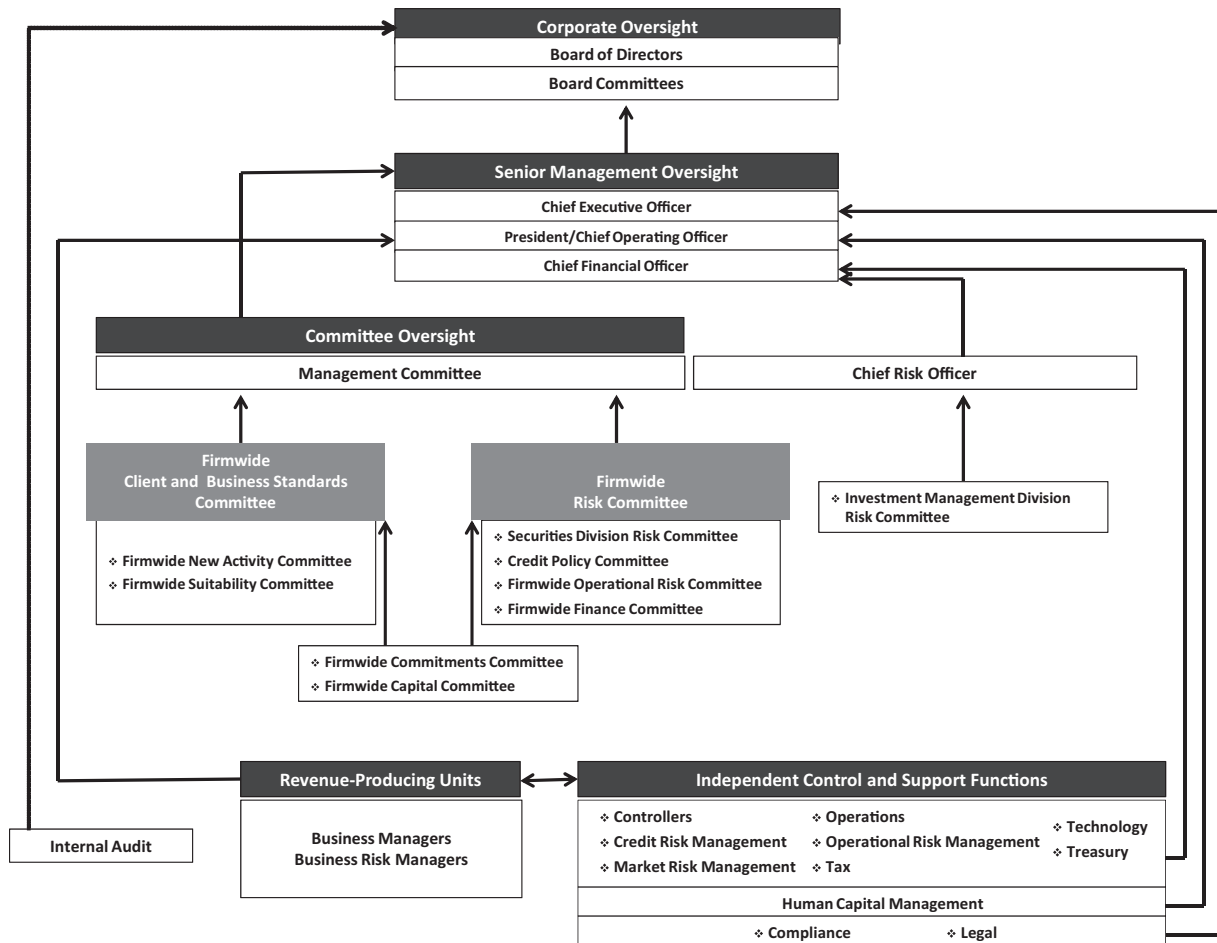 Corporate Oversight
Board of Directors
Board Committees
Senior Management Oversight
Chief Executive Officer
President/Chief Operating Officer
Chief Financial Officer
Committee Oversight
Management Committee
Chief Risk Officer
Firmwide
Client and Business Standards
Committee
Firmwide
Risk Committee
❖ Investment Management Division
Risk Committee
❖ Firmwide New Activity Committee
❖ Firmwide Suitability Committee
❖ Securities Division Risk Committee
❖ Credit Policy Committee
❖ Firmwide Operational Risk Committee
❖ Firmwide Finance Committee
❖ Firmwide Commitments Committee
❖ Firmwide Capital Committee
Internal Audit
Revenue-Producing Units
Business Managers
Business Risk Managers
Independent Control and Support Functions
❖ Controllers
❖ Credit Risk Management
❖ Market Risk Management
❖ Operations
❖ Operational Risk Management
❖ Tax
❖ Technology
❖ Treasury
Human Capital Management
❖ Compliance
❖ Legal